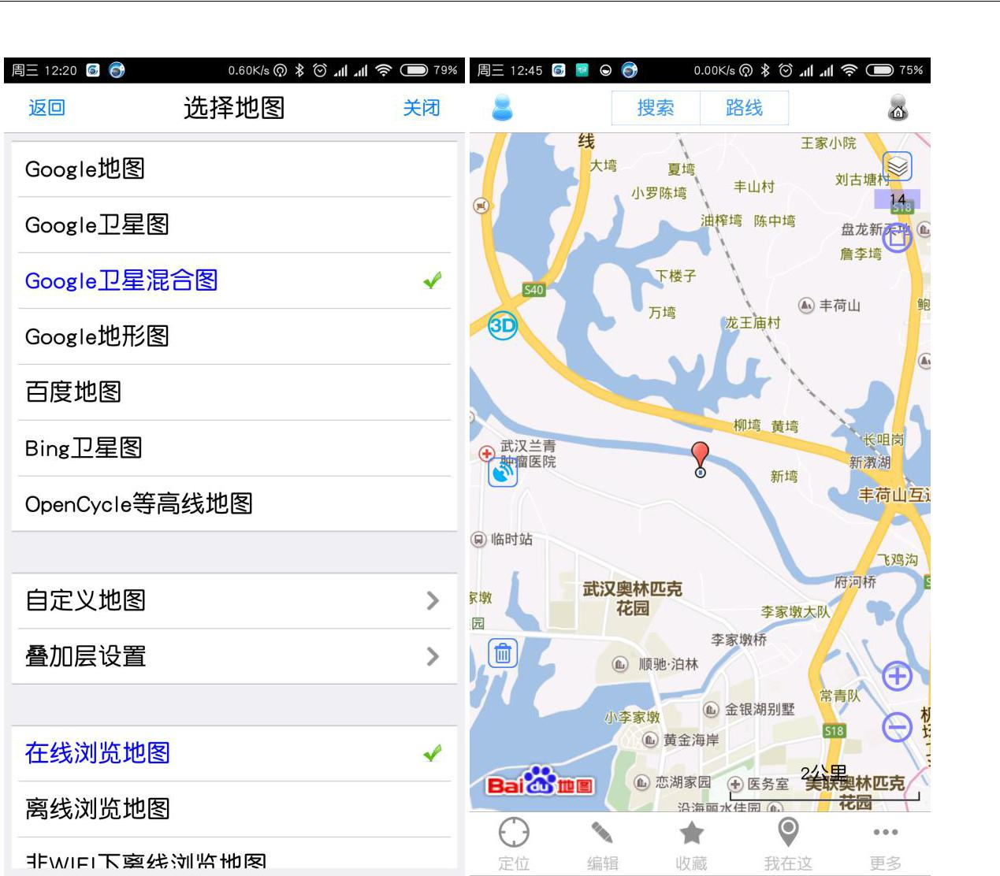 周三 12:20
0.60K/s
79%
返回
选择地图
关闭
Google地图
Google卫星图
Google卫星混合图
Google地形图
百度地图
Bing卫星图
OpenCycle等高线地图
自定义地图
叠加层设置
在线浏览地图
离线浏览地图
非WIFI下离线浏览地图
周三 12:45
0.00K/s
75%
搜索
路线
线
王家小院
大湾
夏湾
刘古塘村
小罗陈湾
丰山村
14
S18
油榨湾
陈中湾
盘龙新天地
詹李湾
下楼子
S40
丰荷山
鲍
万湾
3D
龙王庙村
柳湾
黄湾
长咀岗
武汉兰青
肿瘤医院
新漖湖
新湾
丰荷山互通
临时站
飞鸡沟
府河桥
武汉奥林匹克
花园
家墩
李家墩大队
园
李家墩桥
顺驰·泊林
常青队
金银湖别墅
小李家墩
S18
黄金海岸
2公里
Bai du 地图
恋湖家园
医务室
美联奥林匹克
花园
沿海丽水佳园
定位
编辑
收藏
我在这
更多